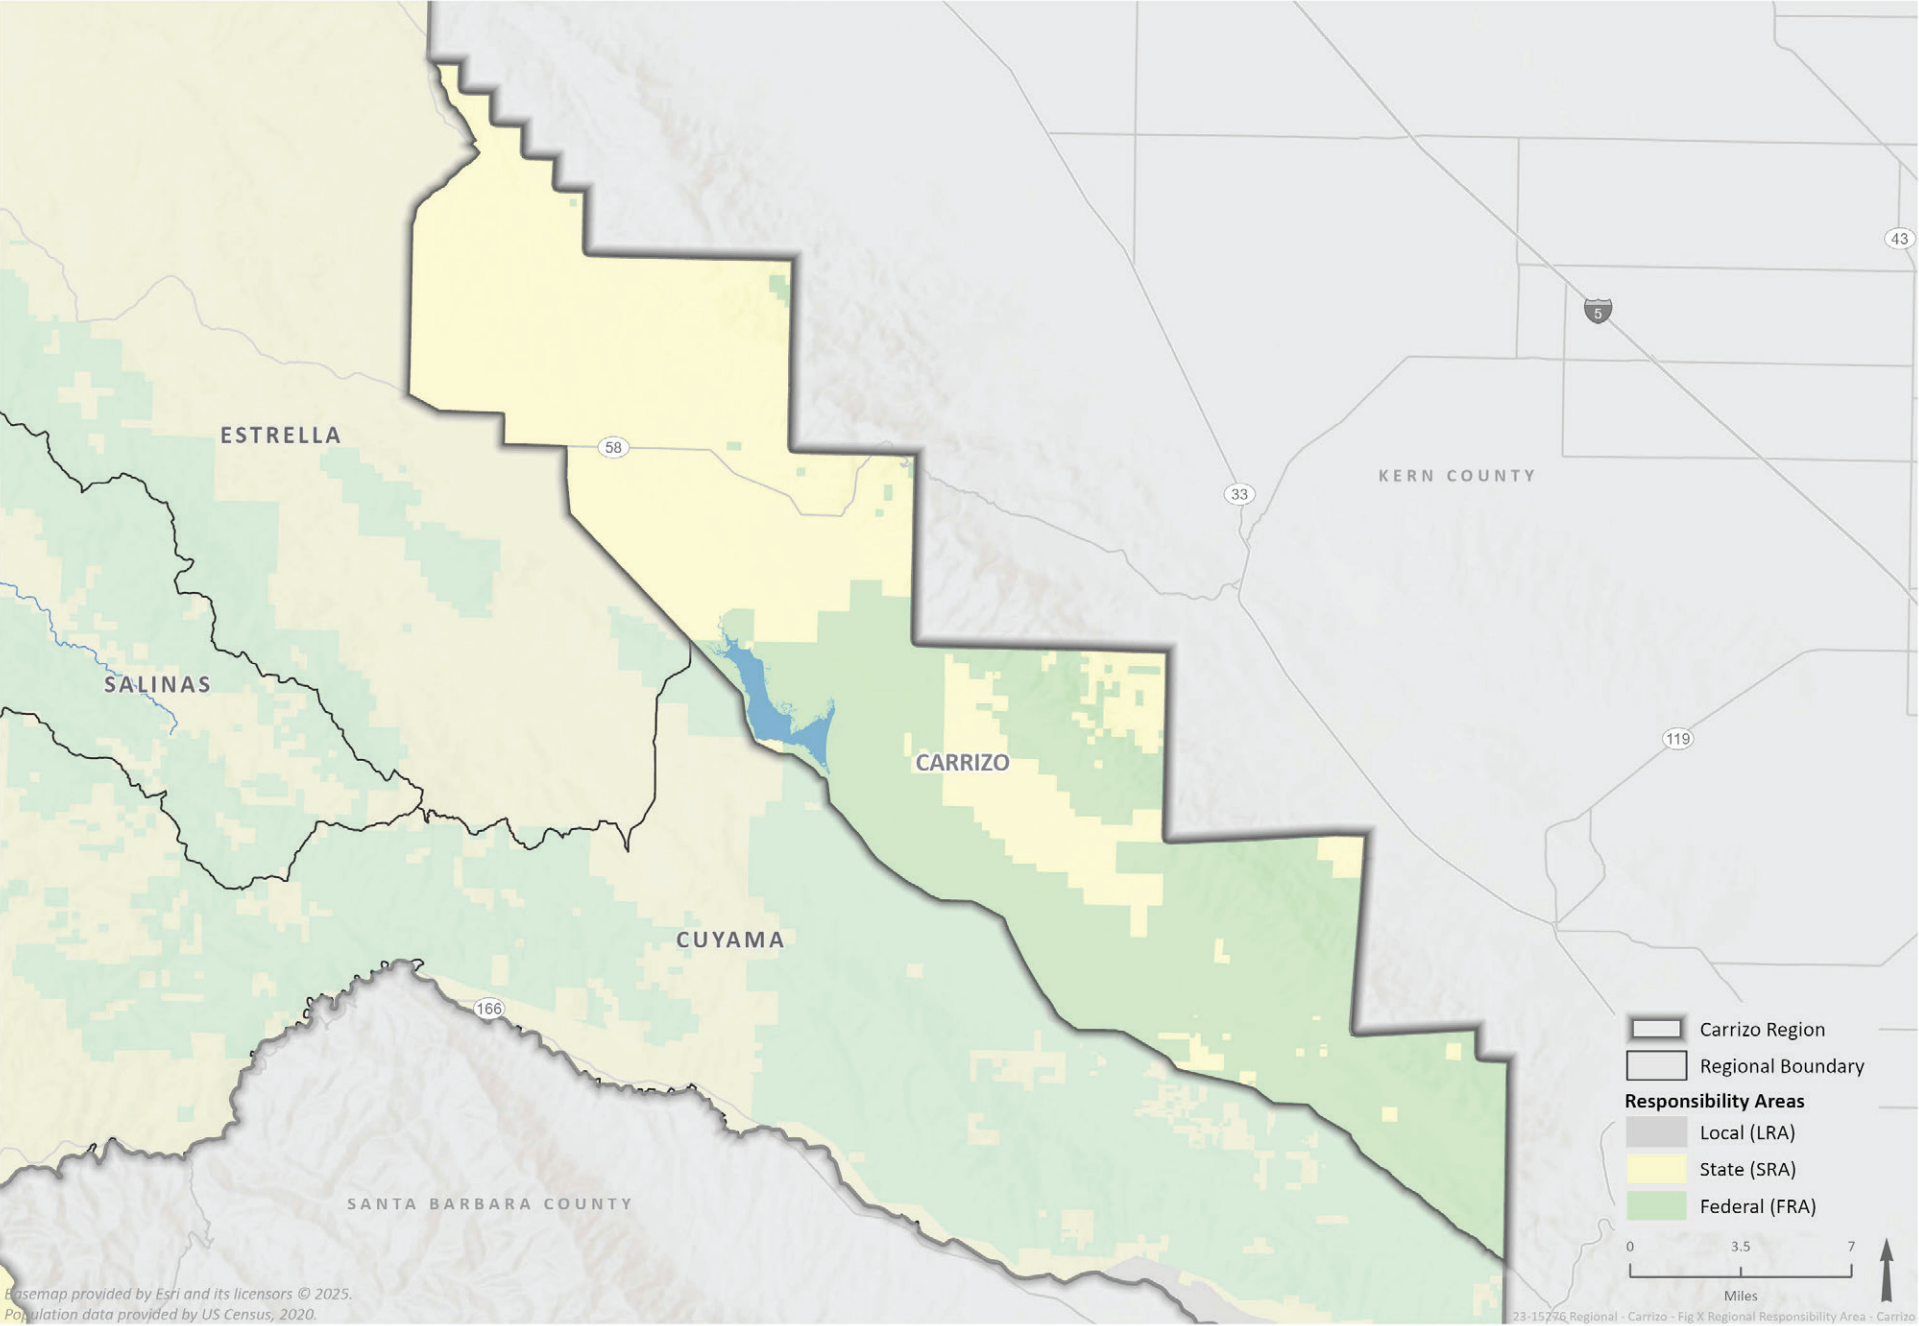 43
5
ESTRELLA
58
KERN COUNTY
33
SALINAS
119
CARRIZO
CUYAMA
166
SANTA BARBARA COUNTY
Carrizo Region
Regional Boundary
Responsibility Areas
Local (LRA)
State (SRA)
Federal (FRA)
0 3.5 7
Miles
Basemap provided by Esri and its licensors © 2025.
Population data provided by US Census, 2020.
23-15276 Regional - Carrizo - Fig X Regional Responsibility Area - Carrizo